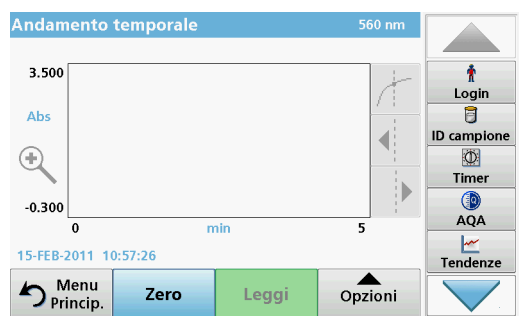 Andamento temporale 560 nm
3.500
Abs
-0.300
0 min 5
15-FEB-2011 10:57:26
Menu
Princip.
Zero
Leggi
Opzioni
Login
ID campione
Timer
AQA
Tendenze